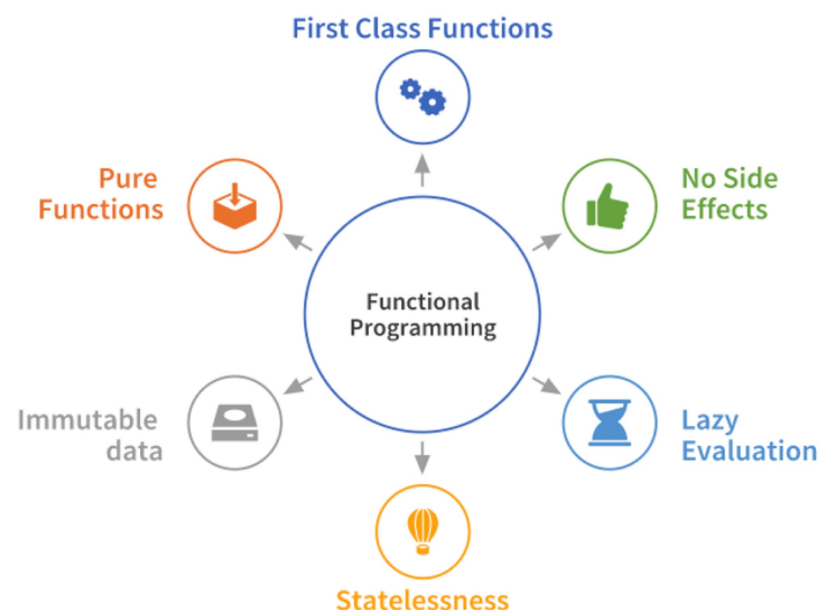 First Class Functions
Pure
Functions
No Side
Effects
Functional
Programming
Immutable
data
Lazy
Evaluation
Statelessness